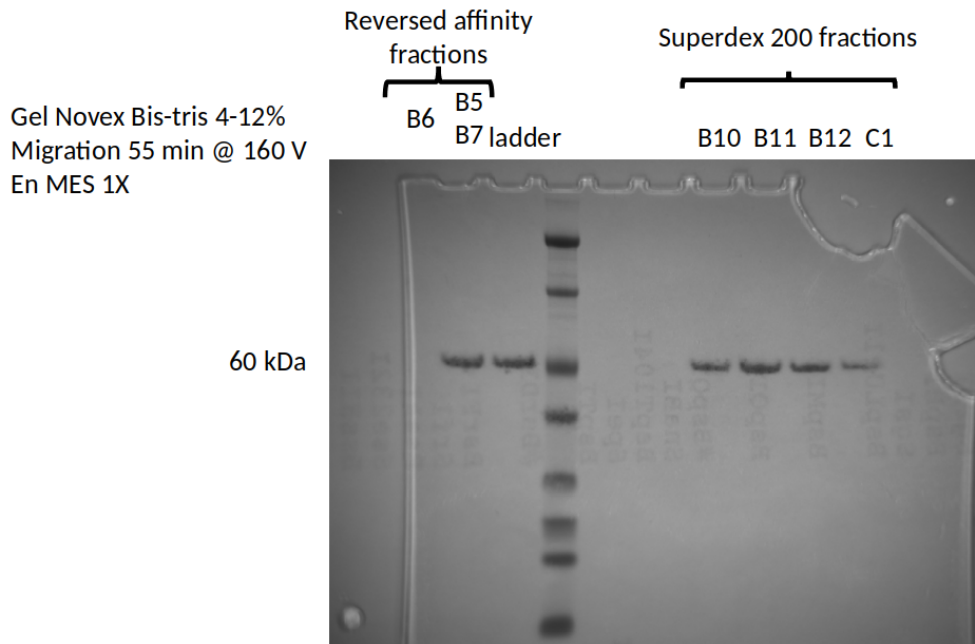 Reversed affinity
fractions
Superdex 200 fractions
B6
B5
B7
ladder
B10 B11 B12 C1
Gel Novex Bis-tris 4-12%
Migration 55 min @ 160 V
En MES 1X
60 kDa